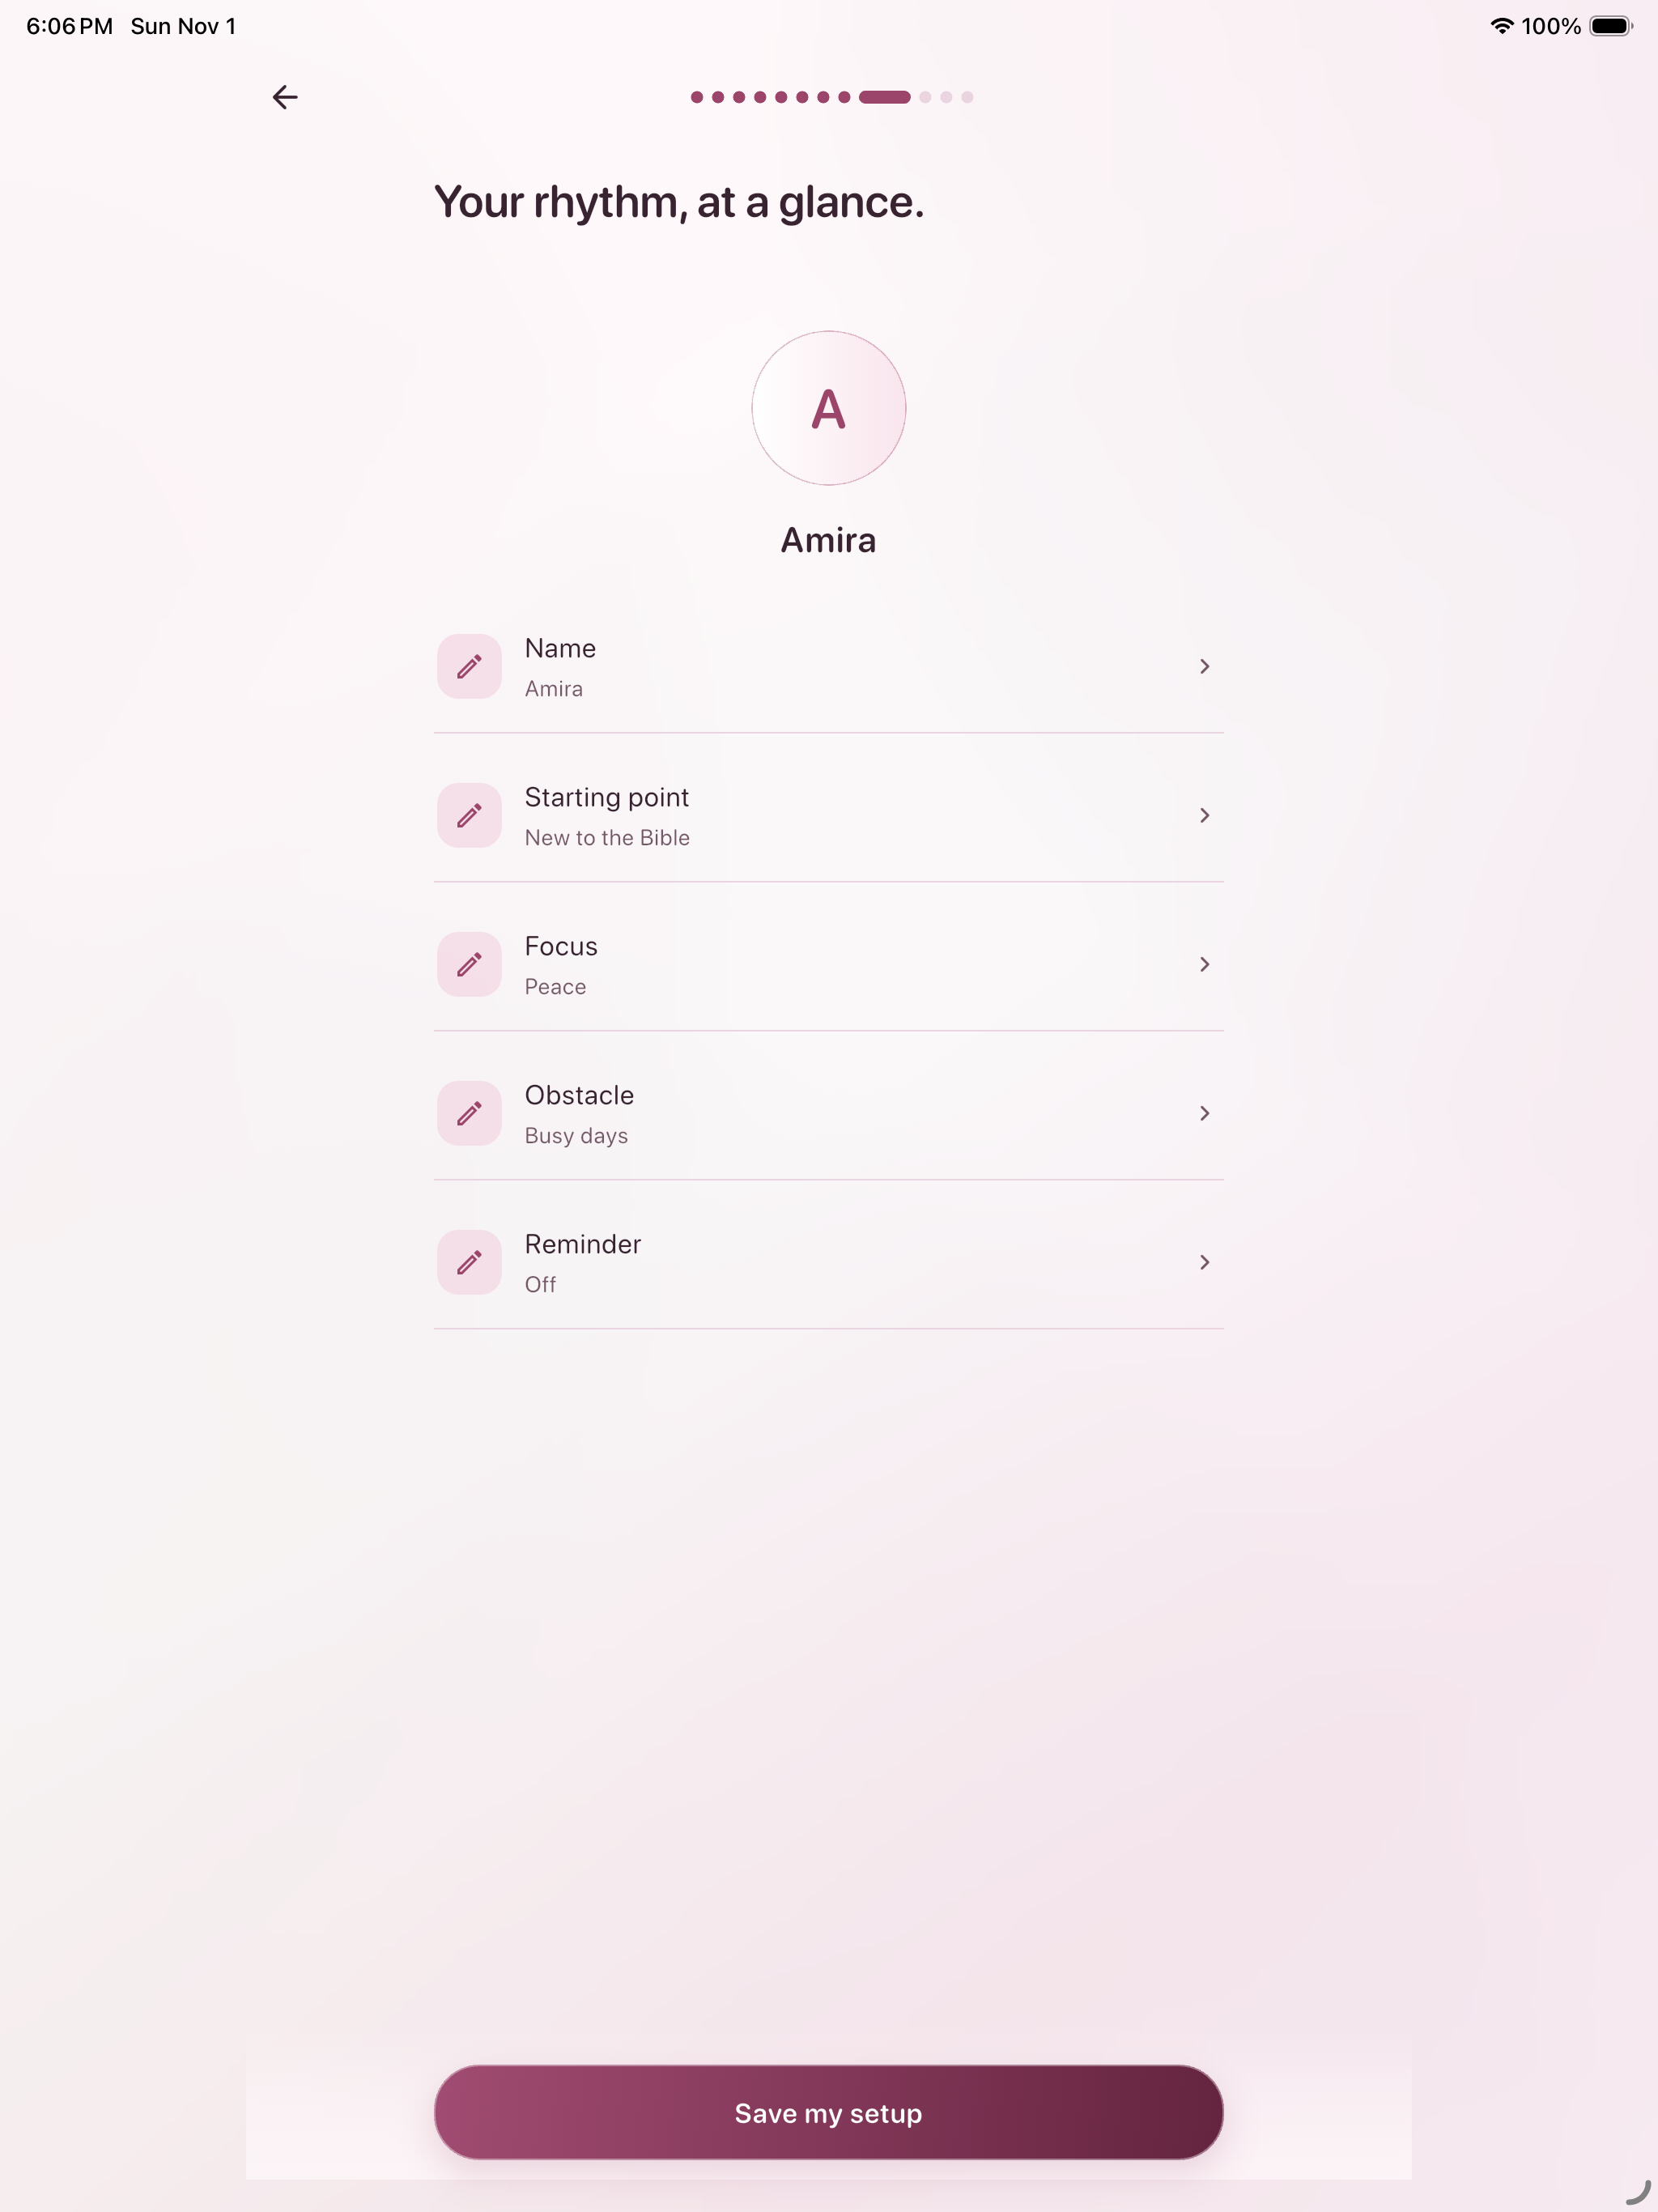 6:06 PM Sun Nov 1
100%
Your rhythm, at a glance.
A
Amira
Name
Amira
Starting point
New to the Bible
Focus
Peace
Obstacle
Busy days
Reminder
Off
Save my setup